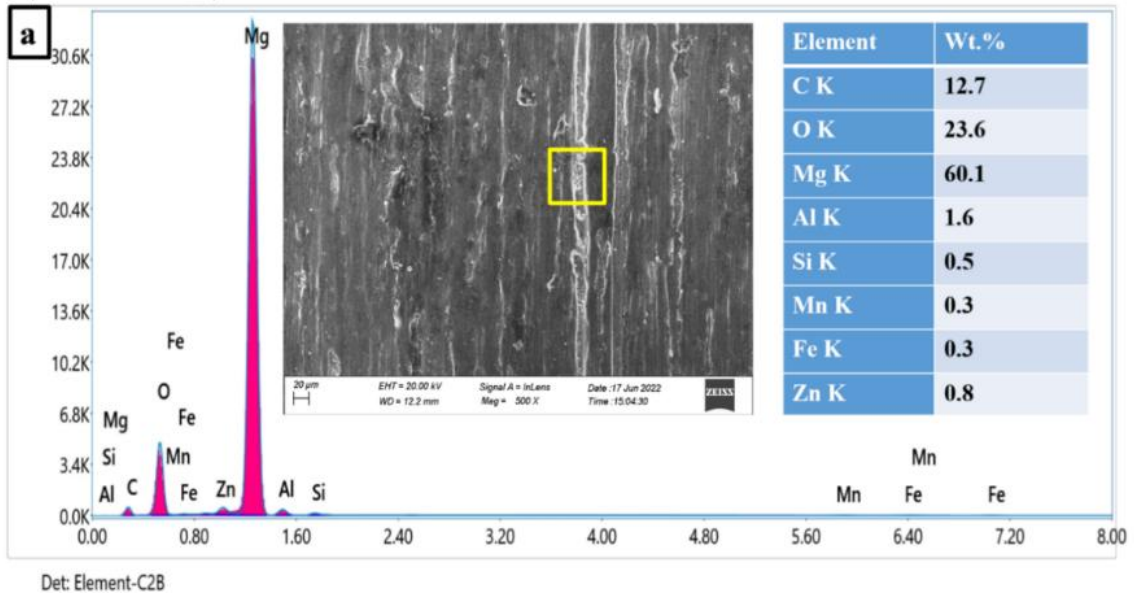 a
30.6K
27.2K
23.8K
20.4K
17.0K
13.6K
10.2K
6.8K
3.4K
0.0K
Mg
Fe
O
Mg Fe
Si Mn
Al C Fe Zn Al Si
Mn
Mn Fe Fe
0.00 0.80 1.60 2.40 3.20 4.00 4.80 5.60 6.40 7.20 8.00
20 µm EHT = 20.00 kV Signal A = InLens Date :17 Jun 2022 ZEISS
WD = 12.2 mm Mag = 500 X Time :15:04:30
Element Wt.%
C K 12.7
O K 23.6
Mg K 60.1
Al K 1.6
Si K 0.5
Mn K 0.3
Fe K 0.3
Zn K 0.8
Det: Element-C2B